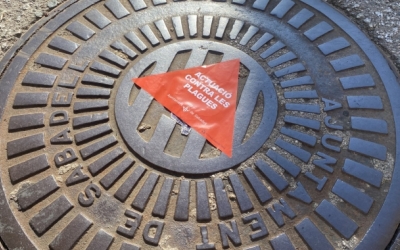 ACTUACIÓ
CONTRA LES
PLAGUES
AJUNTAMENT DE SABADELL